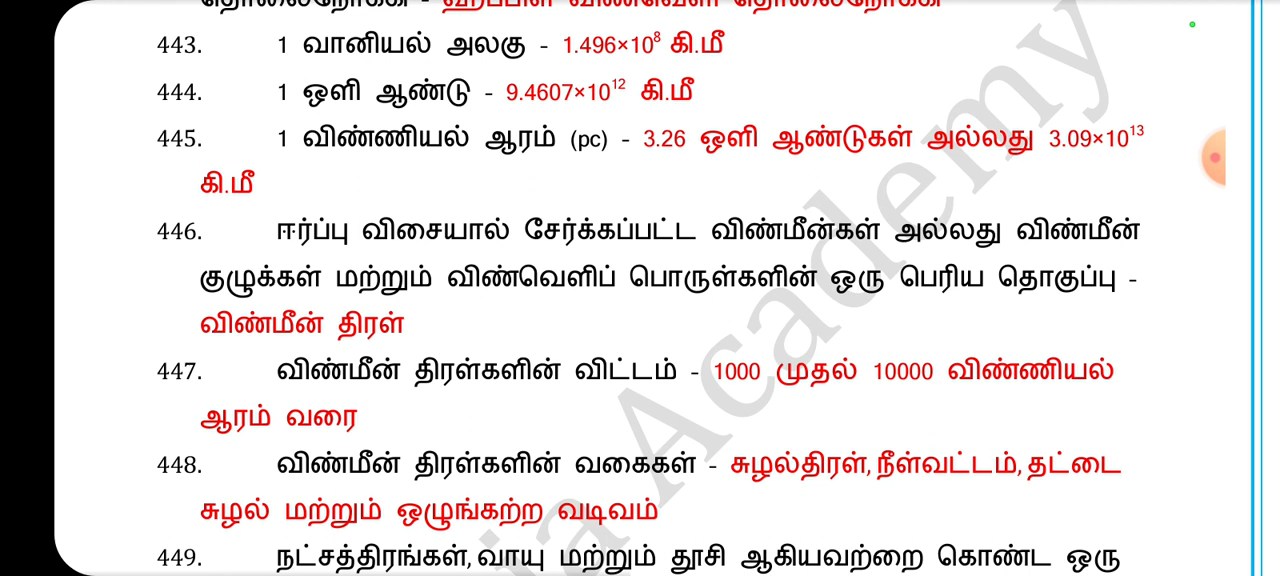 தொலைநோக்கி - ஹப்பிள் விண்வெளி தொலைநோக்கி
443. 1 வானியல் அலகு - 1.496×10⁸ கி.மீ
444. 1 ஒளி ஆண்டு - 9.4607×10¹² கி.மீ
445. 1 விண்ணியல் ஆரம் (pc) - 3.26 ஒளி ஆண்டுகள் அல்லது 3.09×10¹³
கி.மீ
446. ஈர்ப்பு விசையால் சேர்க்கப்பட்ட விண்மீன்கள் அல்லது விண்மீன்
குழுக்கள் மற்றும் விண்வெளிப் பொருள்களின் ஒரு பெரிய தொகுப்பு -
விண்மீன் திரள்
447. விண்மீன் திரள்களின் விட்டம் - 1000 முதல் 10000 விண்ணியல்
ஆரம் வரை
448. விண்மீன் திரள்களின் வகைகள் - சுழல்திரள், நீள்வட்டம், தட்டை
சுழல் மற்றும் ஒழுங்கற்ற வடிவம்
449. நட்சத்திரங்கள், வாயு மற்றும் தூசி ஆகியவற்றை கொண்ட ஒரு
ia Academy